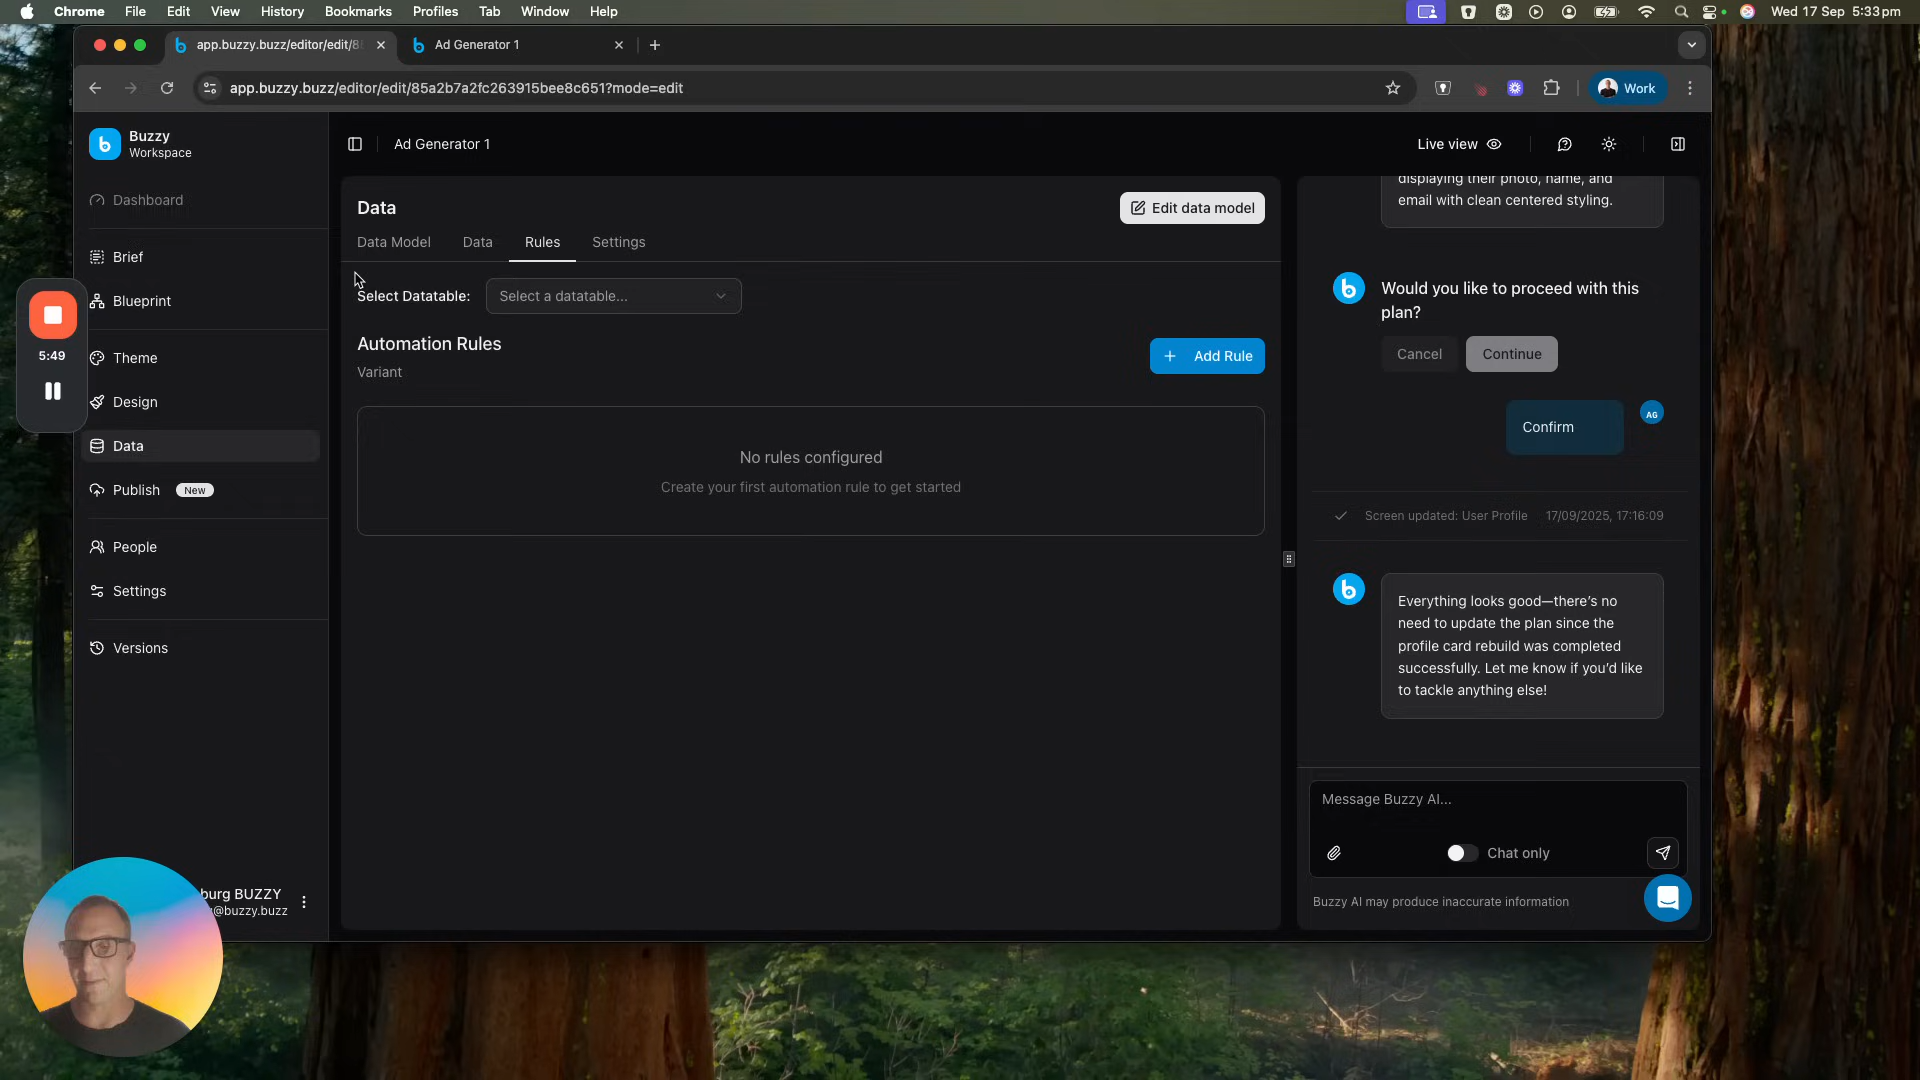 Chrome File Edit View History Bookmarks Profiles Tab Window Help
Wed 17 Sep 5:33 pm
app.buzzy.buzz/editor/edit/8
Ad Generator 1
app.buzzy.buzz/editor/edit/85a2b7a2fc263915bee8c651?mode=edit
Work
Buzzy
Workspace
Dashboard
Brief
Blueprint
Theme
Design
Data
Publish New
People
Settings
Versions
burg BUZZY
@buzzy.buzz
5:49
Ad Generator 1
Live view
Data
Edit data model
Data Model Data Rules Settings
Select Datatable: Select a datatable...
Automation Rules
Variant
Add Rule
No rules configured
Create your first automation rule to get started
displaying their photo, name, and
email with clean centered styling.
Would you like to proceed with this
plan?
Cancel Continue
Confirm
AG
Screen updated: User Profile 17/09/2025, 17:16:09
Everything looks good—there's no
need to update the plan since the
profile card rebuild was completed
successfully. Let me know if you'd like
to tackle anything else!
Message Buzzy AI...
Chat only
Buzzy AI may produce inaccurate information